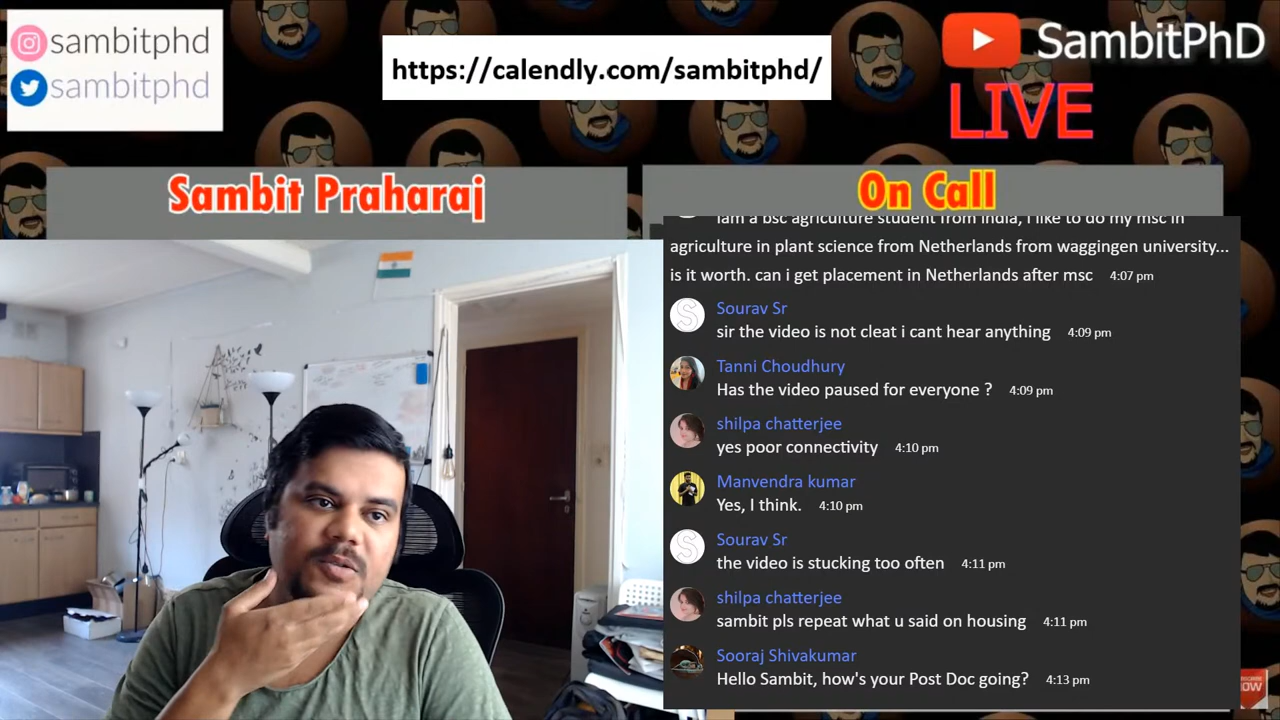 sambitphd
sambitphd
https://calendly.com/sambitphd/
SambitPhD
LIVE
Sambit Praharaj
On Call
Iam a bsc agriculture student from india, i like to do my msc in
agriculture in plant science from Netherlands from waggingen university...
is it worth. can i get placement in Netherlands after msc 4:07 pm
Sourav Sr
sir the video is not cleat i cant hear anything 4:09 pm
Tanni Choudhury
Has the video paused for everyone ? 4:09 pm
shilpa chatterjee
yes poor connectivity 4:10 pm
Manvendra kumar
Yes, I think. 4:10 pm
Sourav Sr
the video is stucking too often 4:11 pm
shilpa chatterjee
sambit pls repeat what u said on housing 4:11 pm
Sooraj Shivakumar
Hello Sambit, how's your Post Doc going? 4:13 pm